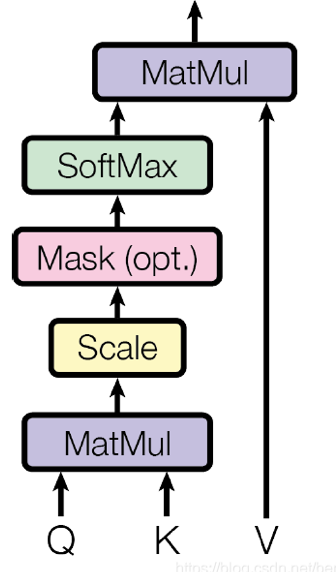 MatMul
SoftMax
Mask (opt.)
Scale
MatMul
Q K V